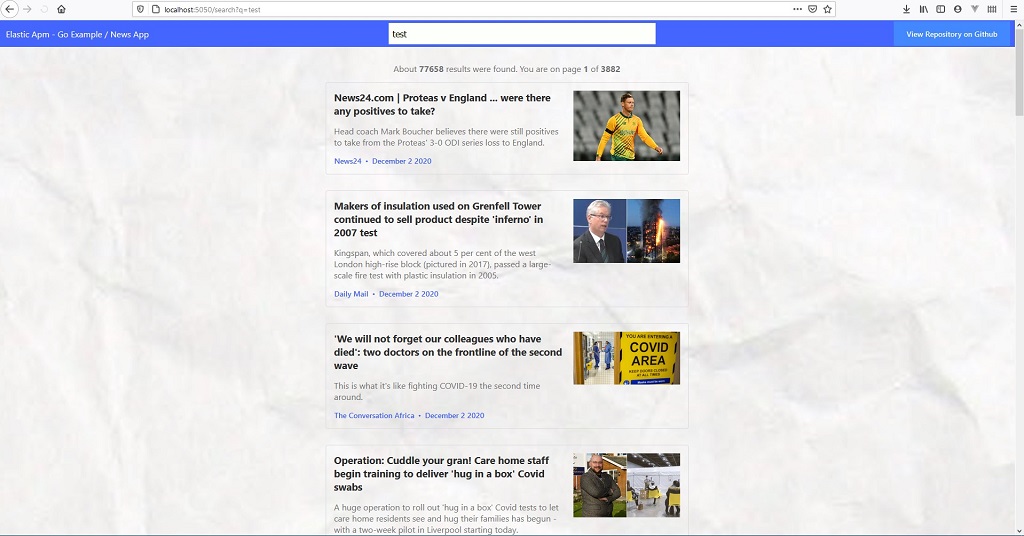 localhost:5050/search?q=test
Elastic Apm - Go Example / News App
test
View Repository on Github
About 77658 results were found. You are on page 1 of 3882
News24.com | Proteas v England ... were there
any positives to take?
Head coach Mark Boucher believes there were still positives
to take from the Proteas' 3-0 ODI series loss to England.
News24 • December 2 2020
Makers of insulation used on Grenfell Tower
continued to sell product despite 'inferno' in
2007 test
Kingspan, which covered about 5 per cent of the west
London high-rise block (pictured in 2017), passed a large-
scale fire test with plastic insulation in 2005.
Daily Mail • December 2 2020
'We will not forget our colleagues who have
died': two doctors on the frontline of the second
wave
This is what it's like fighting COVID-19 the second time
around.
The Conversation Africa • December 2 2020
YOU ARE ENTERING A
COVID
AREA
KEEP DOORS CLOSED
AT ALL TIMES
Operation: Cuddle your gran! Care home staff
begin training to deliver 'hug in a box' Covid
swabs
A huge operation to roll out 'hug in a box' Covid tests to let
care home residents see and hug their families has begun -
with a two-week pilot in Liverpool starting today.